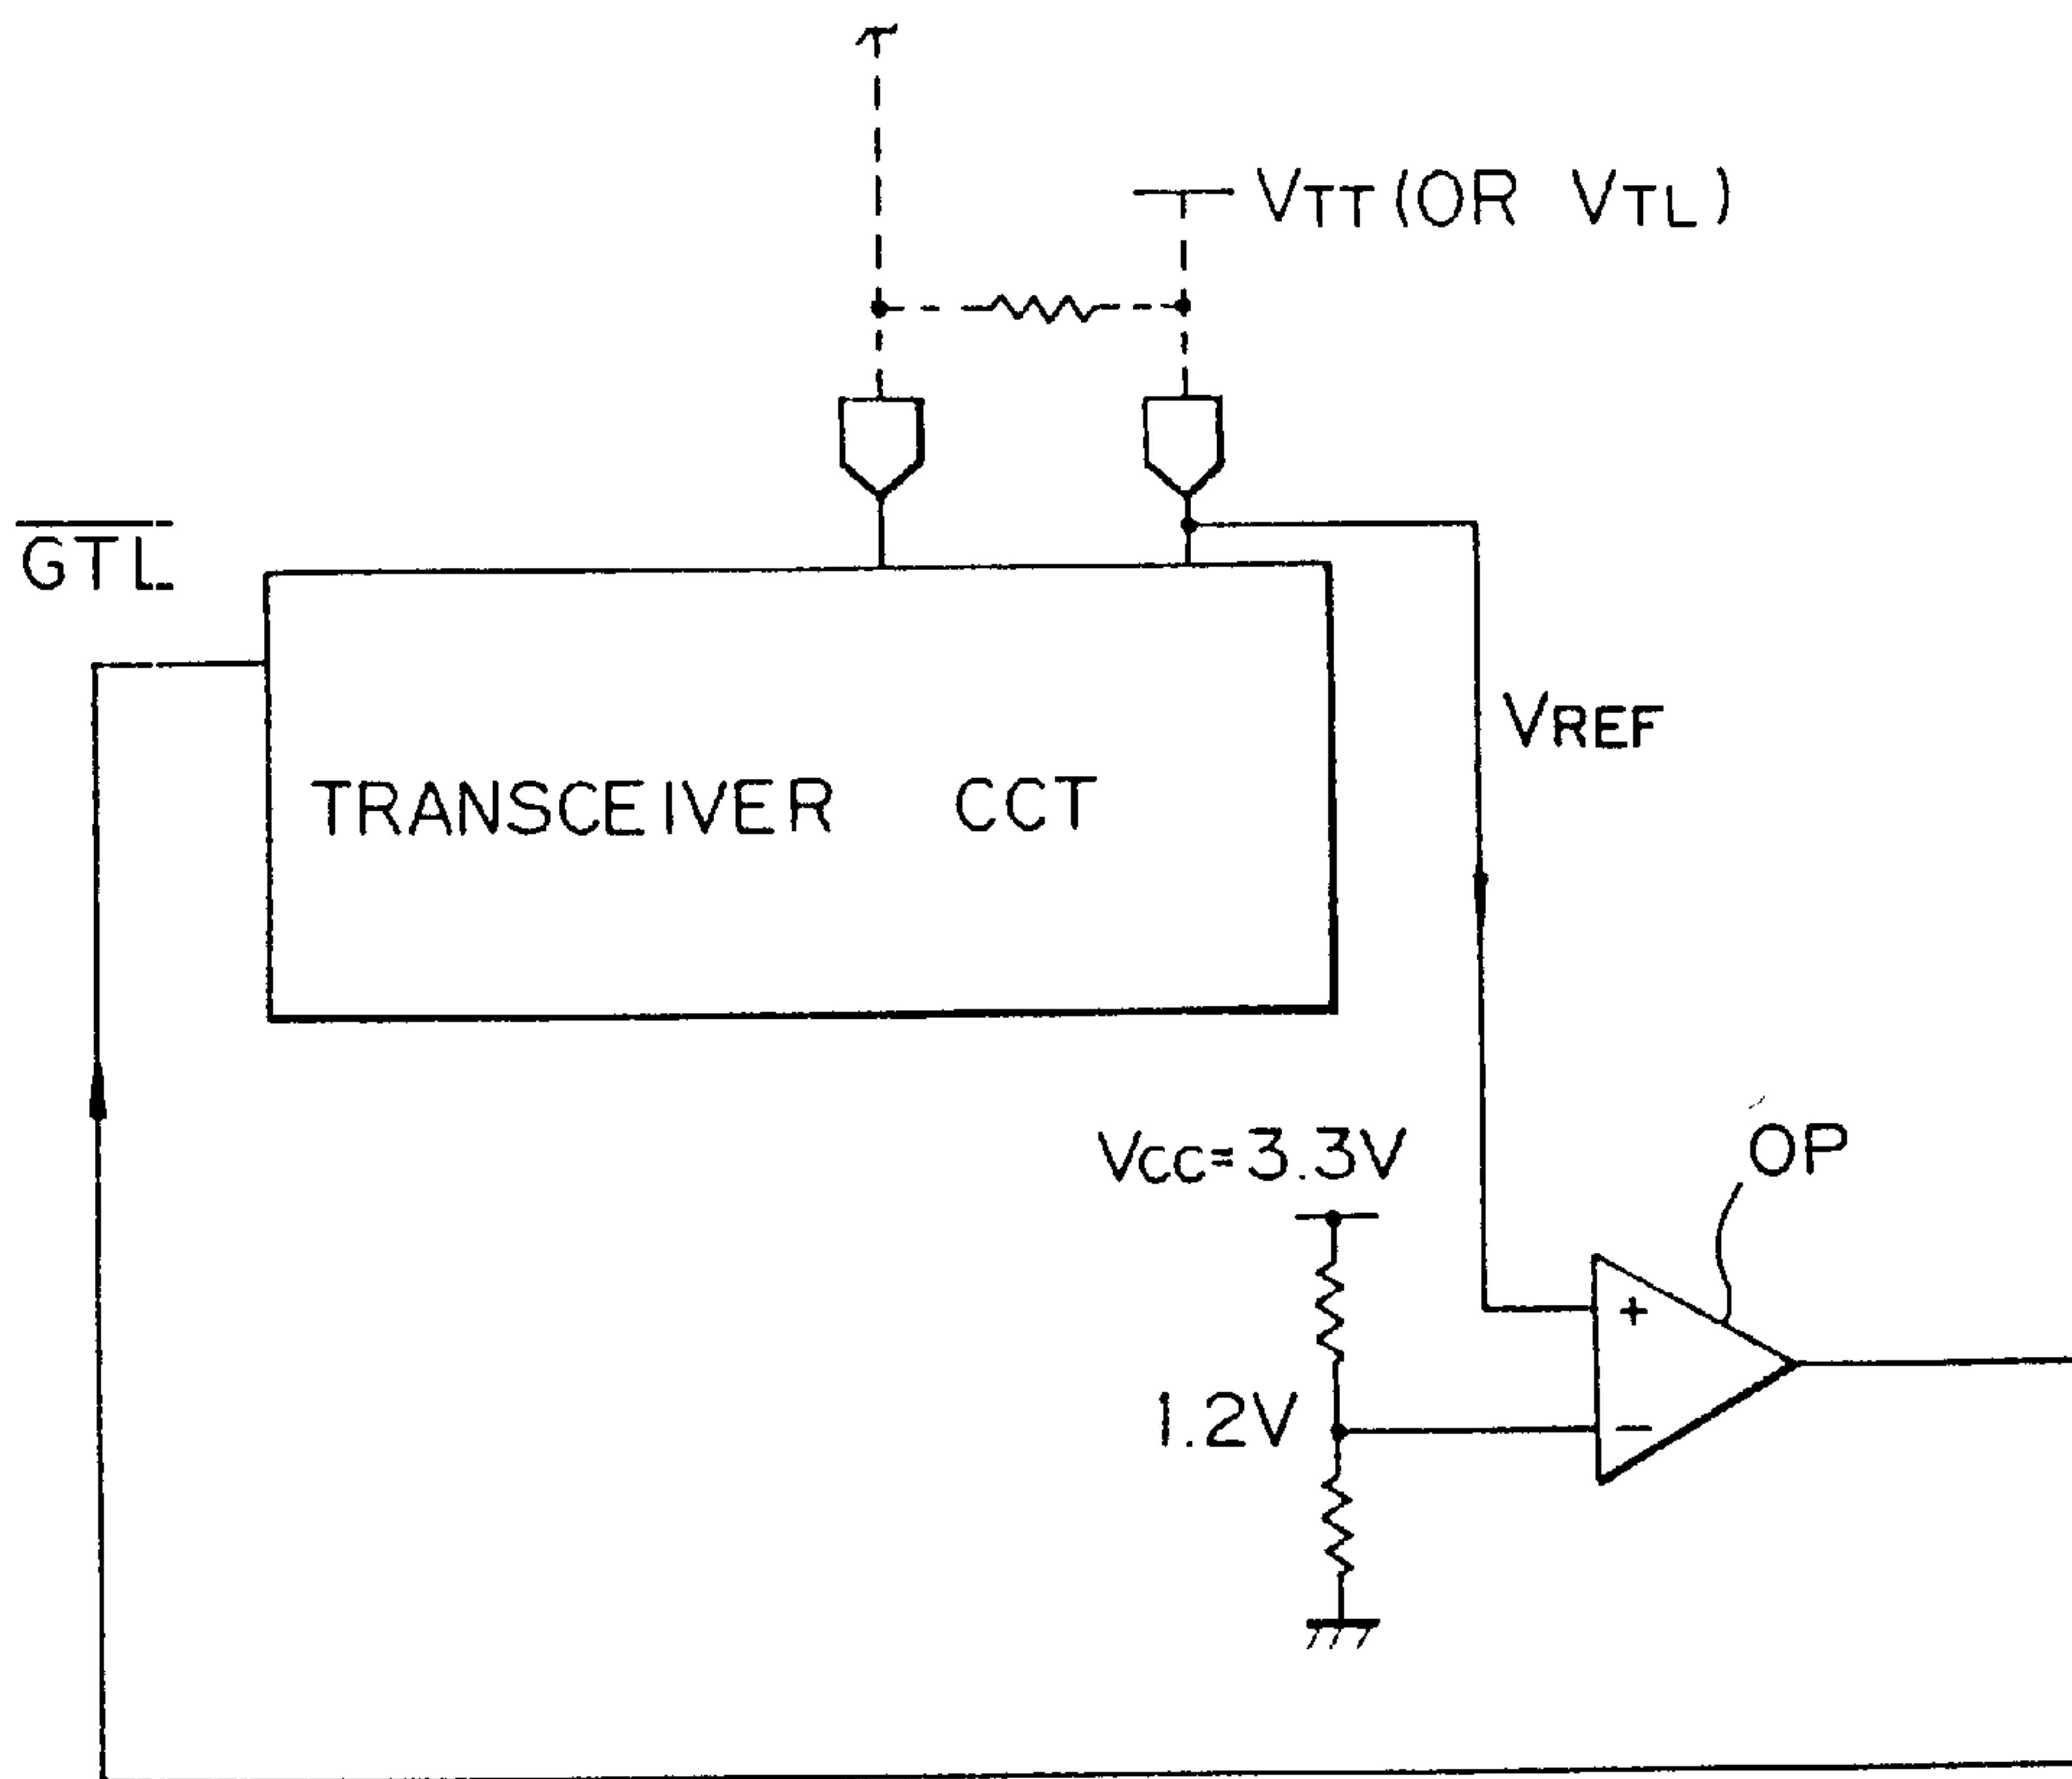 VTT (OR VTL)
GTL
VREF
TRANSCEIVER CCT
VCC=3.3V
OP
+
1.2V
−